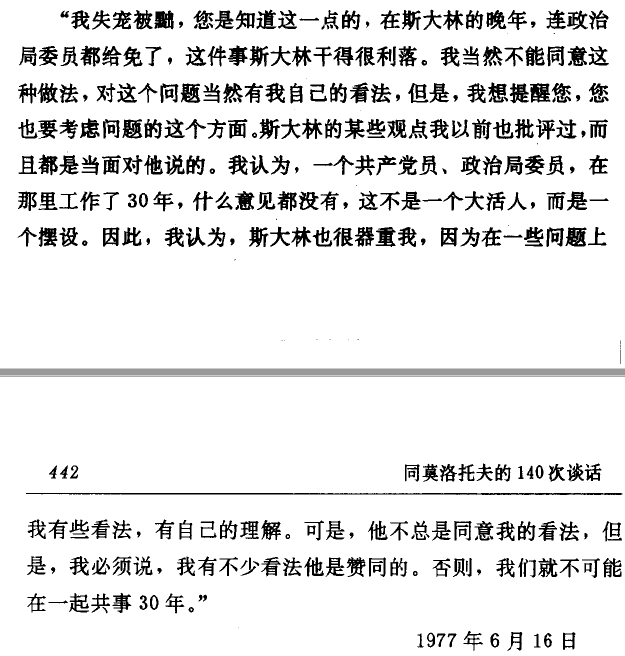 “我失宠被黜，您是知道这一点的，在斯大林的晚年，连政治
局委员都给免了，这件事斯大林干得很利落。我当然不能同意这
种做法，对这个问题当然有我自己的看法，但是，我想提醒您，您
也要考虑问题的这个方面。斯大林的某些观点我以前也批评过，而
且都是当面对他说的。我认为，一个共产党员、政治局委员，在
那里工作了30年，什么意见都没有，这不是一个大活人，而是一
个摆设。因此，我认为，斯大林也很器重我，因为在一些问题上
442 同莫洛托夫的140次谈话
我有些看法，有自己的理解。可是，他不总是同意我的看法，但
是，我必须说，我有不少看法他是赞同的。否则，我们就不可能
在一起共事30年。”
1977年6月16日